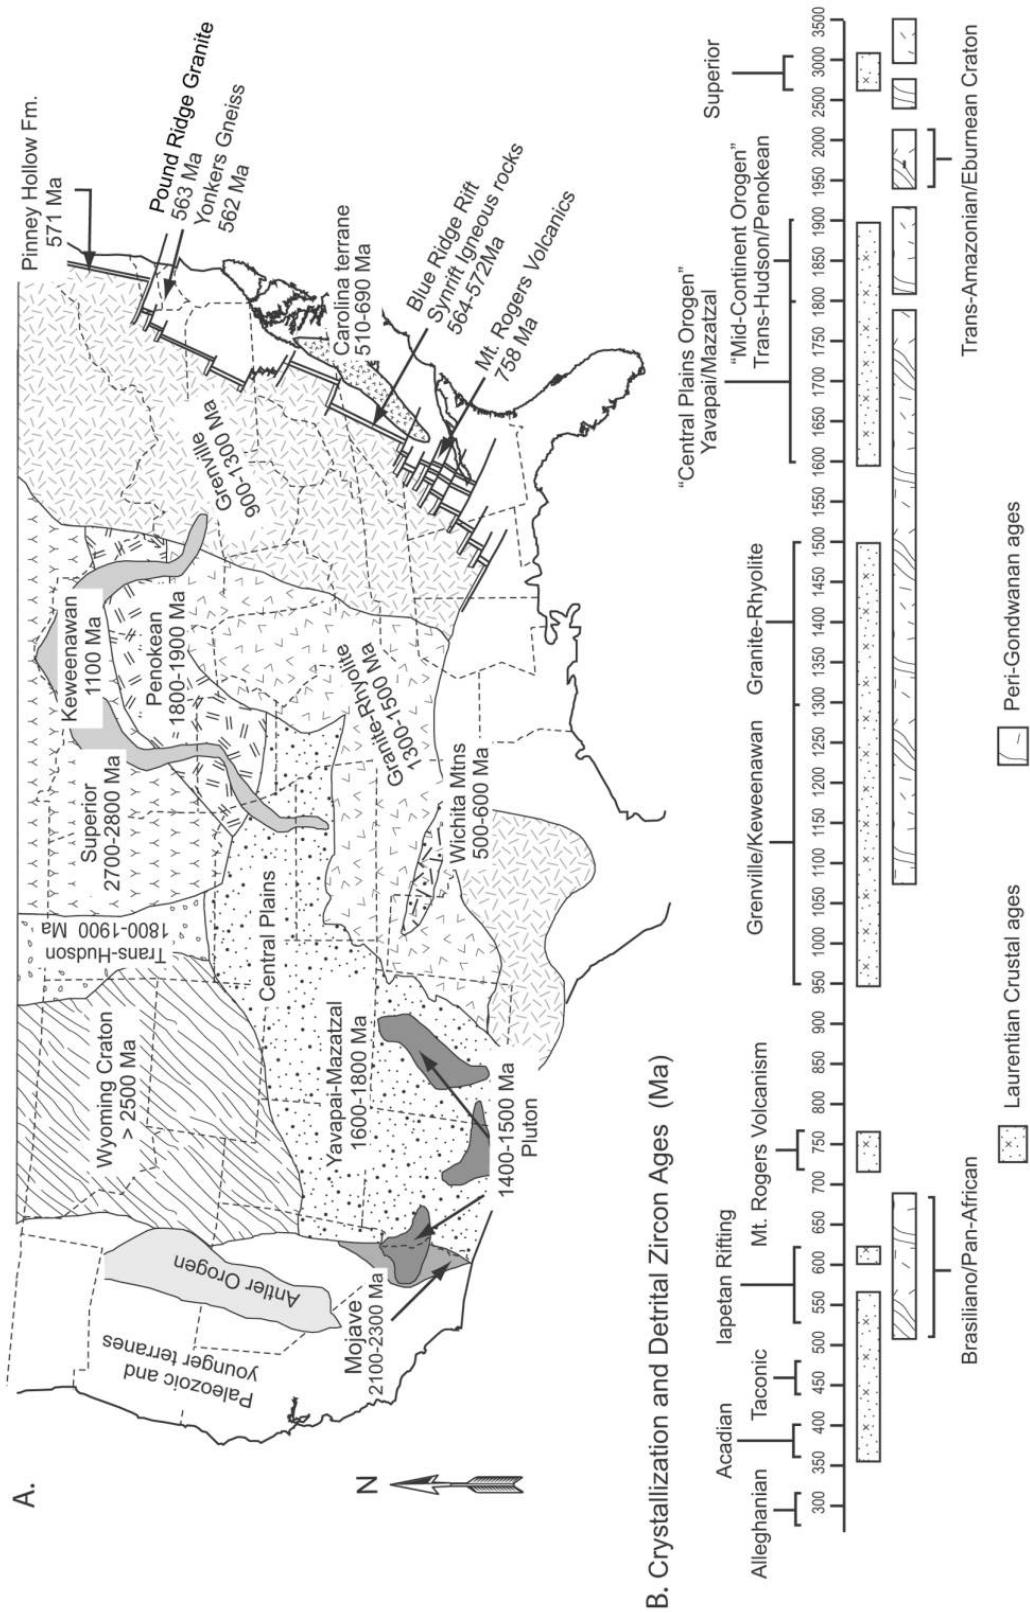 A.
Pinney Hollow Fm.
571 Ma
Pound Ridge Granite
563 Ma
Yonkers Gneiss
562 Ma
Carolina terrane
510-690 Ma
Blue Ridge Rift
Synrift Igneous rocks
564-572Ma
Mt. Rogers Volcanics
758 Ma
Grenville
900-1300 Ma
Keweenawan
1100 Ma
Penokean
1800-1900 Ma
Superior
2700-2800 Ma
Granite-Rhyolite
1300-1500 Ma
Wichita Mtns
500-600 Ma
Trans-Hudson
1800-1900
Ma
Central Plains
Wyoming Craton
> 2500 Ma
Yavapai-Mazatzal
1600-1800 Ma
1400-1500 Ma
Pluton
Antler Orogen
Mojave
2100-2300 Ma
Paleozoic and
younger terranes
N
B. Crystallization and Detrital Zircon Ages (Ma)
Alleghanian
Acadian
Taconic
Iapetan Rifting
Mt. Rogers Volcanism
Grenville/Keweenawan
Granite-Rhyolite
"Central Plains Orogen"
Yavapai/Mazatzal
"Mid-Continent Orogen"
Trans-Hudson/Penokean
Superior
300 350 400 450 500 550 600 650 700 750 800 850 900 950 1000 1050 1100 1150 1200 1250 1300 1350 1400 1450 1500 1550 1600 1650 1700 1750 1800 1850 1900 1950 2000 2500 3000 3500
Brasiliano/Pan-African
Trans-Amazonian/Eburnean Craton
Laurentian Crustal ages
Peri-Gondwanan ages